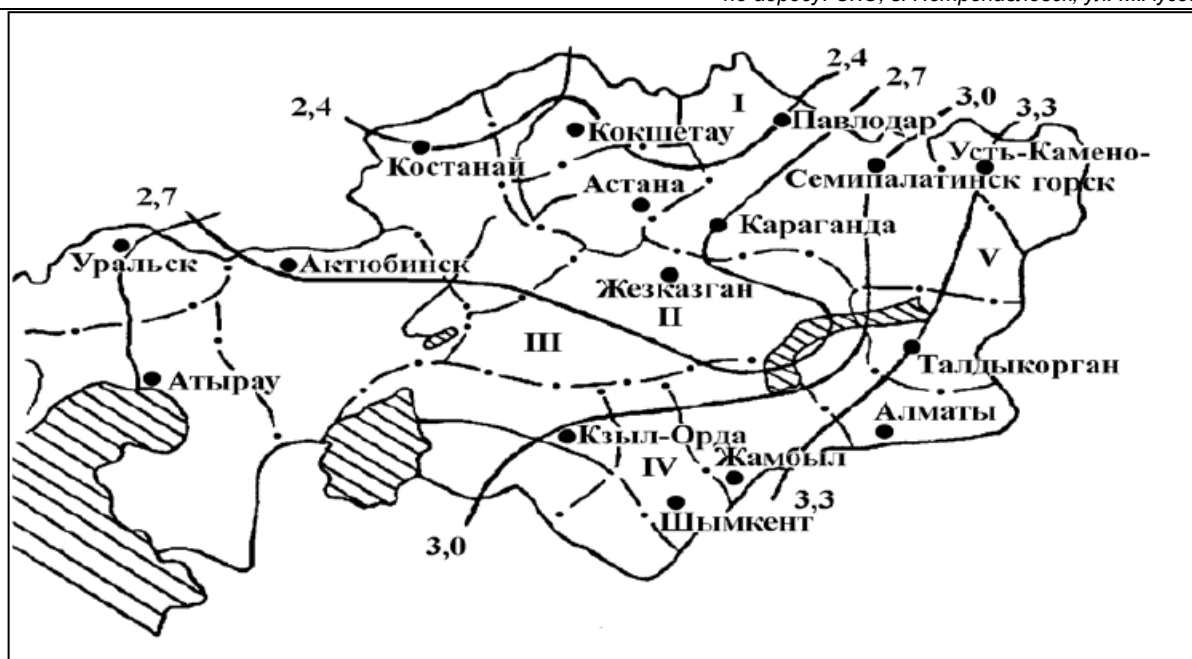 2,4
2,7
3,0
3,3
2,4
I
Павлодар
Кокшетау
Костанай
Усть-Камено-
горск
Семипалатинск
Астана
2,7
Караганда
Уральск
Актюбинск
V
Жезказган
II
III
Талдыкорган
Атырау
Алматы
Кзыл-Орда
IV
Жамбыл
3,3
Шымкент
3,0